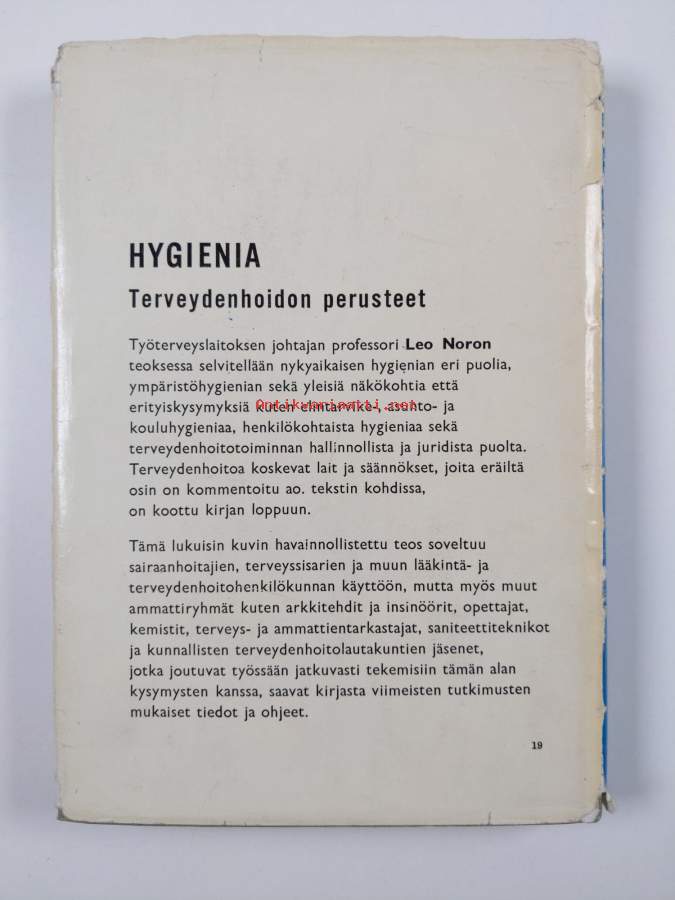 HYGIENIA
Terveydenhoidon perusteet
Työterveyslaitoksen johtajan professori Leo Noron
teoksessa selvitellään nykyaikaisen hygienian eri puolia,
ympäristöhygienian sekä yleisiä näkökohtia että
erityiskysymyksiä kuten elintarvike-, asunto- ja
Antikvariaatti.net
kouluhygieniaa, henkilökohtaista hygieniaa sekä
terveydenhoitotoiminnan hallinnollista ja juridista puolta.
Terveydenhoitoa koskevat lait ja säännökset, joita eräiltä
osin on kommentoitu ao. tekstin kohdissa,
on koottu kirjan loppuun.
Tämä lukuisin kuvin havainnollistettu teos soveltuu
sairaanhoitajien, terveyssisarien ja muun lääkintä- ja
terveydenhoitohenkilökunnan käyttöön, mutta myös muut
ammattiryhmät kuten arkkitehdit ja insinöörit, opettajat,
kemistit, terveys- ja ammattientarkastajat, saniteettiteknikot
ja kunnallisten terveydenhoitolautakuntien jäsenet,
jotka joutuvat työssään jatkuvasti tekemisiin tämän alan
kysymysten kanssa, saavat kirjasta viimeisten tutkimusten
mukaiset tiedot ja ohjeet.
19